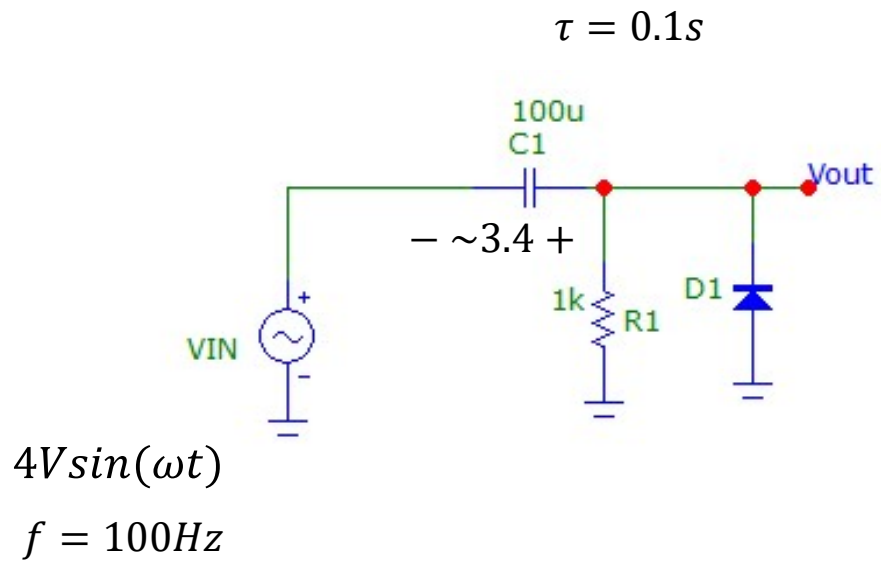 τ = 0.1s
100u
C1
Vout
− ~3.4 +
1k
R1
D1
+
VIN
−
4Vsin(ωt)
f = 100Hz